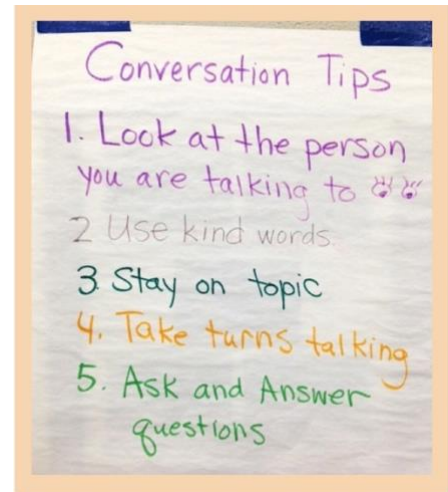 Conversation Tips
1. Look at the person
you are talking to
2 Use kind words
3. Stay on topic
4. Take turns talking
5. Ask and Answer
questions